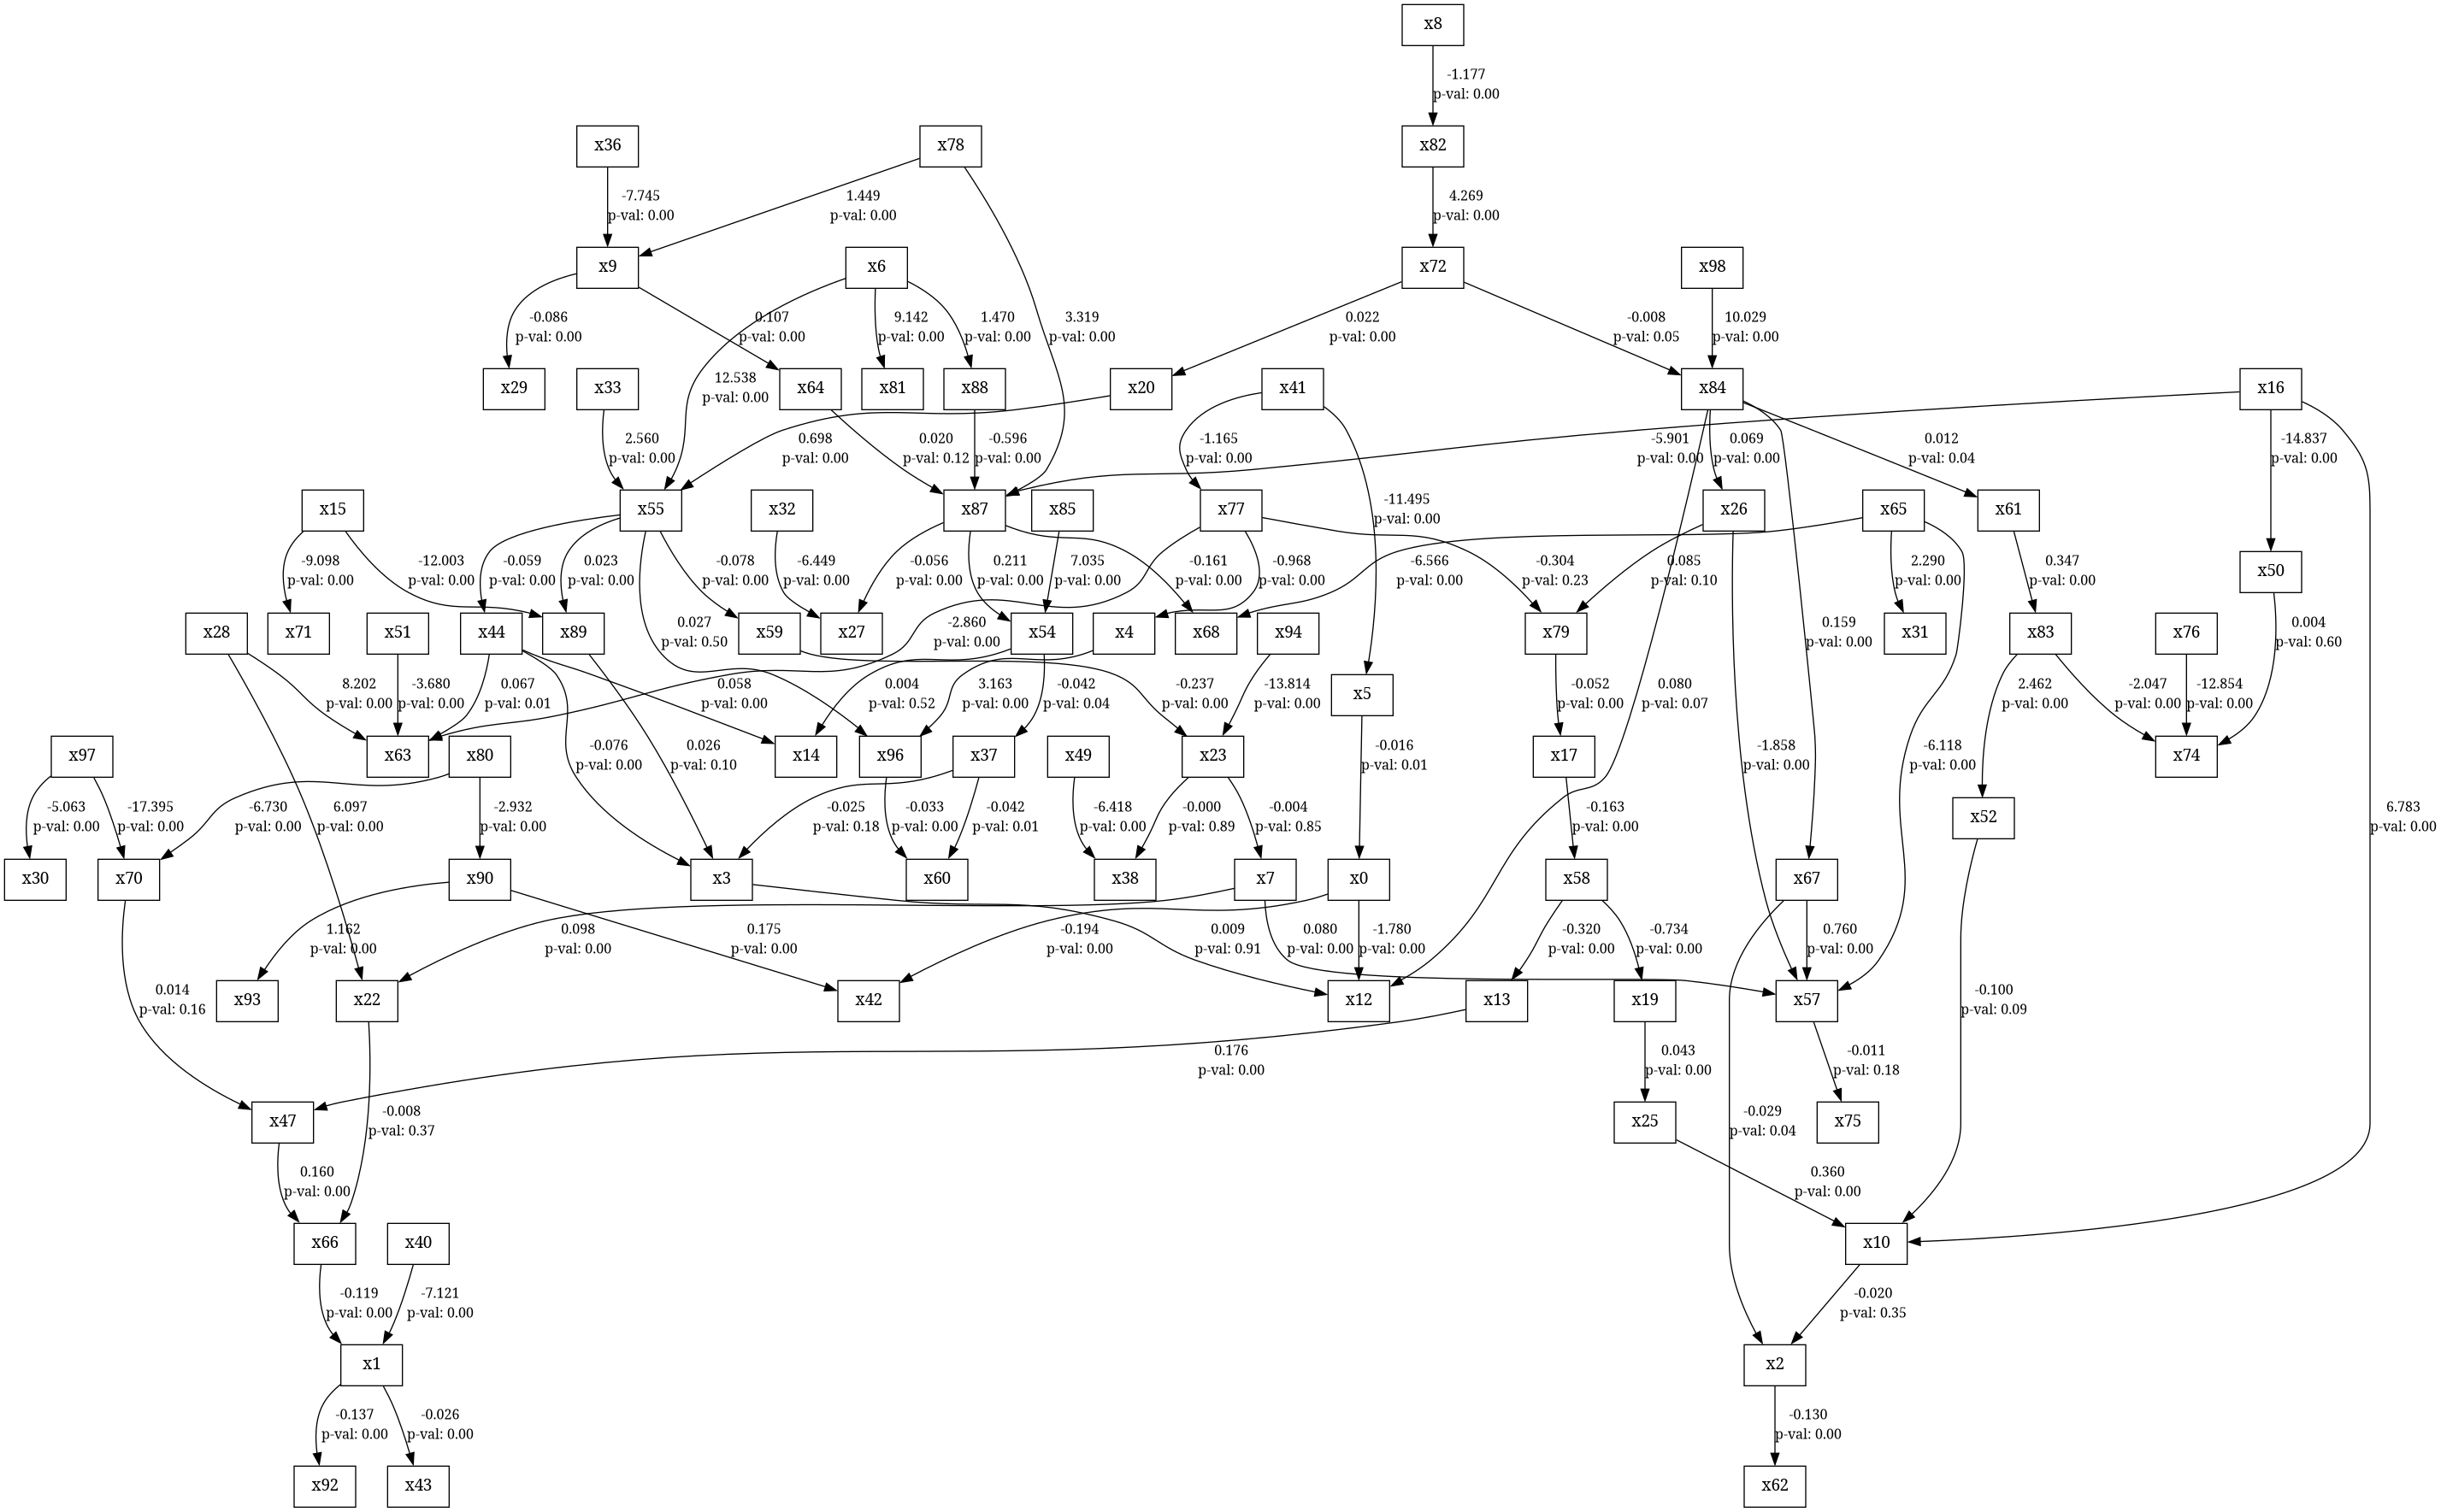 x8
-1.177
p-val: 0.00
x36
x78
x82
-7.745
p-val: 0.00
1.449
p-val: 0.00
4.269
p-val: 0.00
x9
x6
x72
x98
-0.086
p-val: 0.00
0.107
p-val: 0.00
9.142
p-val: 0.00
1.470
p-val: 0.00
3.319
p-val: 0.00
0.022
p-val: 0.00
-0.008
p-val: 0.05
10.029
p-val: 0.00
12.538
p-val: 0.00
x29
x33
x64
x81
x88
x20
x41
x84
x16
2.560
p-val: 0.00
0.698
p-val: 0.00
0.020
p-val: 0.12
-0.596
p-val: 0.00
-1.165
p-val: 0.00
-5.901
p-val: 0.00
0.069
p-val: 0.00
0.012
p-val: 0.04
-14.837
p-val: 0.00
x15
x55
x32
x87
x85
x77
-11.495
p-val: 0.00
x26
x65
x61
-9.098
p-val: 0.00
-12.003
p-val: 0.00
-0.059
p-val: 0.00
0.023
p-val: 0.00
-0.078
p-val: 0.00
-6.449
p-val: 0.00
-0.056
p-val: 0.00
0.211
p-val: 0.00
7.035
p-val: 0.00
-0.161
p-val: 0.00
-0.968
p-val: 0.00
-6.566
p-val: 0.00
-0.304
p-val: 0.23
0.085
p-val: 0.10
2.290
p-val: 0.00
0.347
p-val: 0.00
x50
x28
x71
x51
x44
x89
0.027
p-val: 0.50
x59
x27
-2.860
p-val: 0.00
x54
x4
x68
x94
x79
0.159
p-val: 0.00
x31
x83
x76
0.004
p-val: 0.60
8.202
p-val: 0.00
-3.680
p-val: 0.00
0.067
p-val: 0.01
0.058
p-val: 0.00
0.004
p-val: 0.52
3.163
p-val: 0.00
-0.042
p-val: 0.04
-0.237
p-val: 0.00
-13.814
p-val: 0.00
x5
-0.052
p-val: 0.00
0.080
p-val: 0.07
2.462
p-val: 0.00
-2.047
p-val: 0.00
-12.854
p-val: 0.00
x97
x63
x80
-0.076
p-val: 0.00
0.026
p-val: 0.10
x14
x96
x37
x49
x23
-0.016
p-val: 0.01
x17
-1.858
p-val: 0.00
-6.118
p-val: 0.00
x74
-5.063
p-val: 0.00
-17.395
p-val: 0.00
-6.730
p-val: 0.00
6.097
p-val: 0.00
-2.932
p-val: 0.00
-0.025
p-val: 0.18
-0.033
p-val: 0.00
-0.042
p-val: 0.01
-6.418
p-val: 0.00
-0.000
p-val: 0.89
-0.004
p-val: 0.85
-0.163
p-val: 0.00
x52
6.783
p-val: 0.00
x30
x70
x90
x3
x60
x38
x7
x0
x58
x67
1.162
p-val: 0.00
0.098
p-val: 0.00
0.175
p-val: 0.00
-0.194
p-val: 0.00
0.009
p-val: 0.91
0.080
p-val: 0.00
-1.780
p-val: 0.00
-0.320
p-val: 0.00
-0.734
p-val: 0.00
0.760
p-val: 0.00
0.014
p-val: 0.16
x93
x22
x42
x12
x13
x19
x57
-0.100
p-val: 0.09
0.176
p-val: 0.00
0.043
p-val: 0.00
-0.011
p-val: 0.18
x47
-0.008
p-val: 0.37
x25
-0.029
p-val: 0.04
x75
0.160
p-val: 0.00
0.360
p-val: 0.00
x66
x40
x10
-0.119
p-val: 0.00
-7.121
p-val: 0.00
-0.020
p-val: 0.35
x1
x2
-0.137
p-val: 0.00
-0.026
p-val: 0.00
-0.130
p-val: 0.00
x92
x43
x62